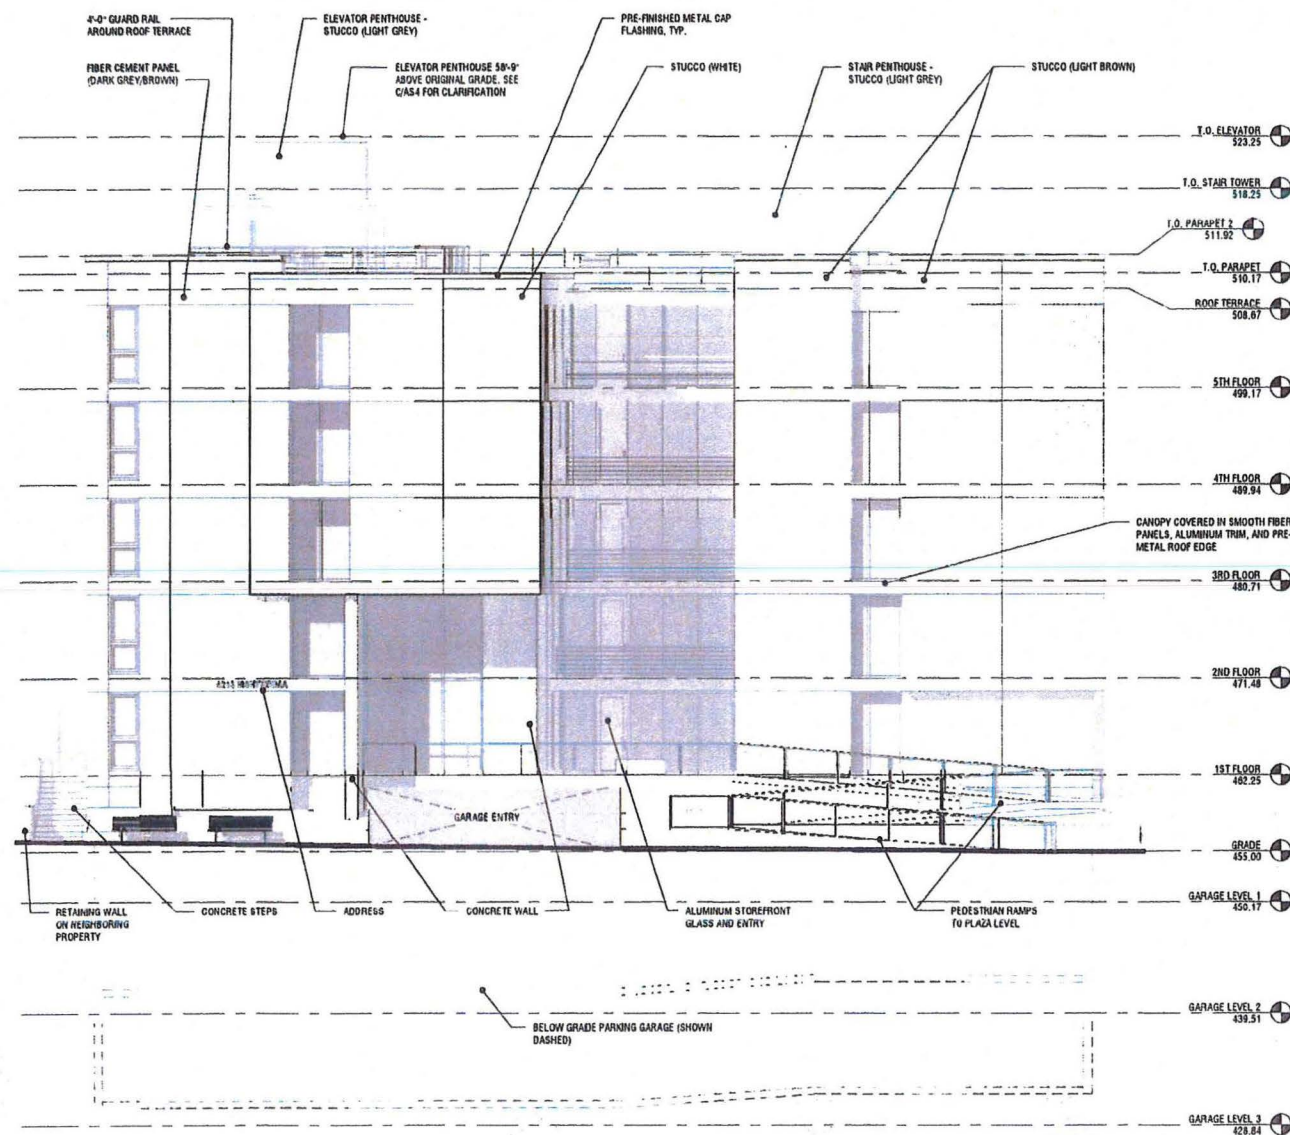 4'-0" GUARD RAIL
AROUND ROOF TERRACE
ELEVATOR PENTHOUSE -
STUCCO (LIGHT GREY)
PRE-FINISHED METAL CAP
FLASHING, TYP.
FIBER CEMENT PANEL
(DARK GREY/BROWN)
ELEVATOR PENTHOUSE 58'-9"
ABOVE ORIGINAL GRADE. SEE
C/AS4 FOR CLARIFICATION
STUCCO (WHITE)
STAIR PENTHOUSE -
STUCCO (LIGHT GREY)
STUCCO (LIGHT BROWN)
T.O. ELEVATOR
523.25
T.O. STAIR TOWER
518.25
T.O. PARAPET 2
511.92
T.O. PARAPET
510.17
ROOF TERRACE
508.67
5TH FLOOR
499.17
4TH FLOOR
489.94
CANOPY COVERED IN SMOOTH FIBER
PANELS, ALUMINUM TRIM, AND PRE-
METAL ROOF EDGE
3RD FLOOR
480.71
2ND FLOOR
471.48
1ST FLOOR
462.25
GARAGE ENTRY
GRADE
455.00
GARAGE LEVEL 1
450.17
RETAINING WALL
ON NEIGHBORING
PROPERTY
CONCRETE STEPS
ADDRESS
CONCRETE WALL
ALUMINUM STOREFRONT
GLASS AND ENTRY
PEDESTRIAN RAMPS
TO PLAZA LEVEL
GARAGE LEVEL 2
439.51
BELOW GRADE PARKING GARAGE (SHOWN
DASHED)
GARAGE LEVEL 3
428.84